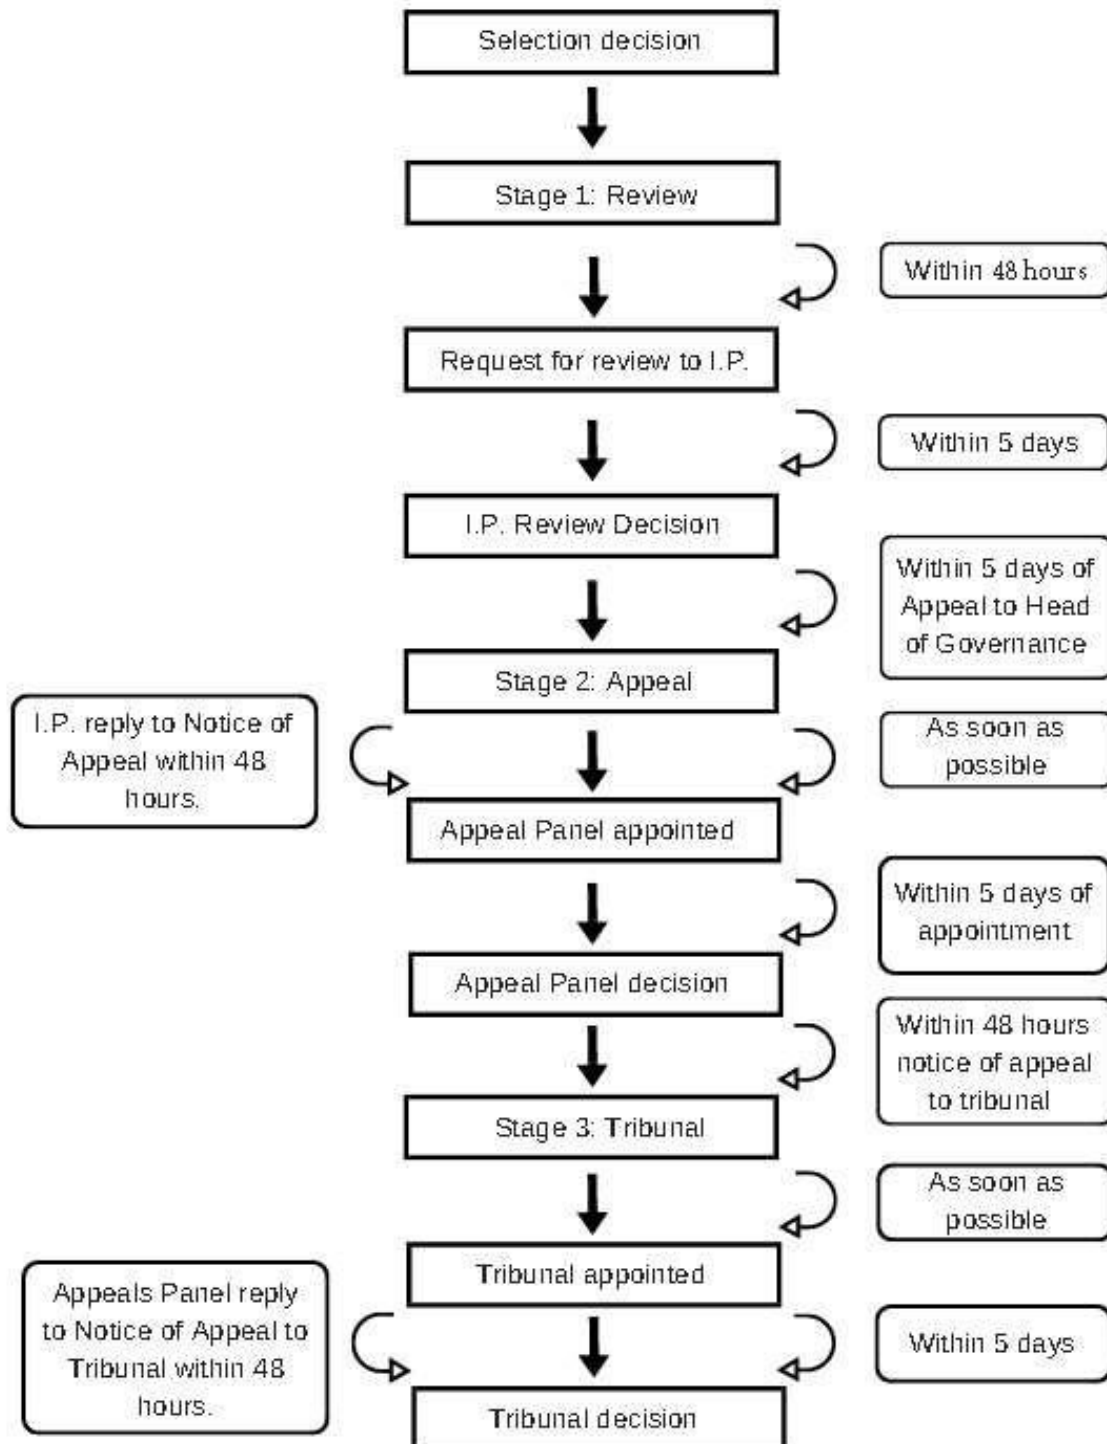 Selection decision
Stage 1: Review
Within 48 hours
Request for review to I.P.
Within 5 days
I.P. Review Decision
Within 5 days of
Appeal to Head
of Governance
Stage 2: Appeal
I.P. reply to Notice of
Appeal within 48
hours.
As soon as
possible
Appeal Panel appointed
Within 5 days of
appointment
Appeal Panel decision
Within 48 hours
notice of appeal
to tribunal
Stage 3: Tribunal
As soon as
possible
Tribunal appointed
Appeals Panel reply
to Notice of Appeal to
Tribunal within 48
hours.
Within 5 days
Tribunal decision